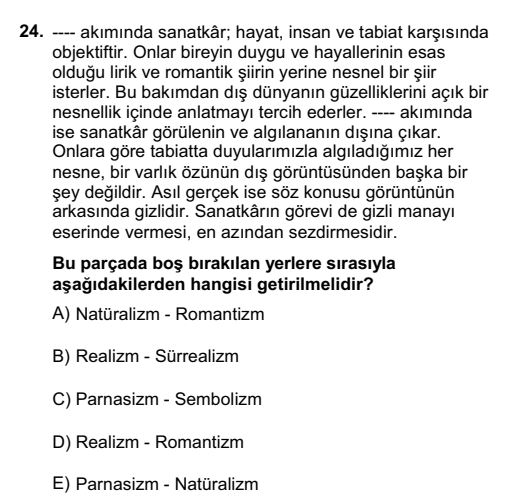 24. ---- akımında sanatkâr; hayat, insan ve tabiat karşısında
objektiftir. Onlar bireyin duygu ve hayallerinin esas
olduğu lirik ve romantik şiirin yerine nesnel bir şiir
isterler. Bu bakımdan dış dünyanın güzelliklerini açık bir
nesnellik içinde anlatmayı tercih ederler. ---- akımında
ise sanatkâr görülenin ve algılananın dışına çıkar.
Onlara göre tabiatta duyularımızla algıladığımız her
nesne, bir varlık özünün dış görüntüsünden başka bir
şey değildir. Asıl gerçek ise söz konusu görüntünün
arkasında gizlidir. Sanatkârın görevi de gizli manayı
eserinde vermesi, en azından sezdirmesidir.
Bu parçada boş bırakılan yerlere sırasıyla
aşağıdakilerden hangisi getirilmelidir?
A) Natüralizm - Romantizm
B) Realizm - Sürrealizm
C) Parnasizm - Sembolizm
D) Realizm - Romantizm
E) Parnasizm - Natüralizm